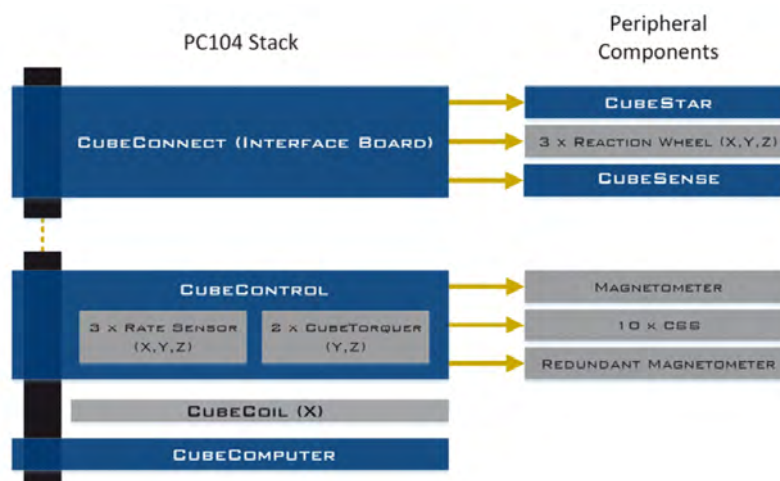 PC104 Stack
Peripheral
Components
CubeConnect (Interface Board)
CubeStar
3 x Reaction Wheel (X,Y,Z)
CubeSense
CubeControl
3 x Rate Sensor
(X,Y,Z)
2 x CubeTorquer
(Y,Z)
Magnetometer
10 x CSS
Redundant Magnetometer
CubeCoil (X)
CubeComputer